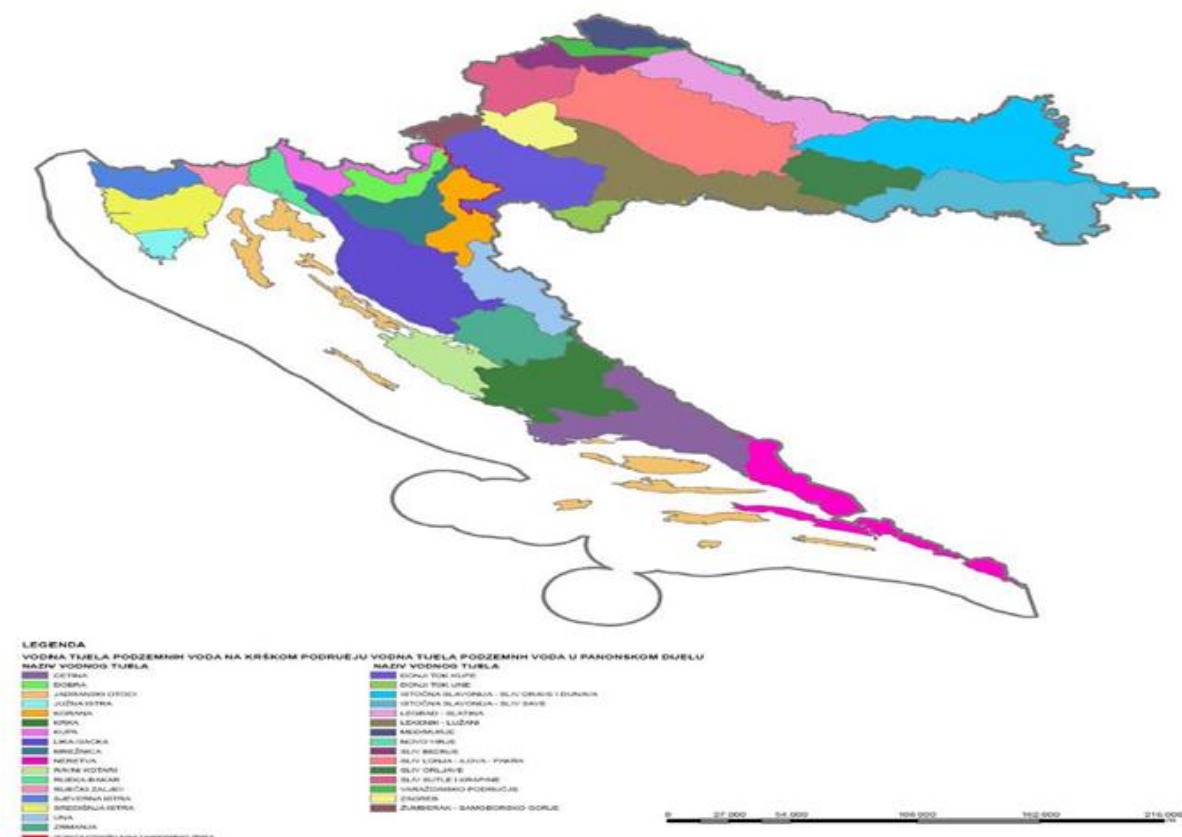 LEGENDA
VODNA TIJELA PODZEMNIH VODA NA KRŠKOM PODRUČJU VODNA TIJELA PODZEMNIH VODA U PANONSKOM DIJELU
NAZIV VODNOG TIJELA
CETINA
DOBRA
JADRANSKI OTOCI
JUŽNA ISTRA
KORANA
KRKA
KUPA
LIKA-GACKA
MREŽNICA
NERETVA
RAVNI KOTARI
RIJEKA-BAKAR
RIJEČKI ZALJEV
SJEVERNA ISTRA
SREDIŠNJA ISTRA
UNA
ZRMANJA
NAZIV VODNOG TIJELA
DONJI TOK KUPE
DONJI TOK UNE
ISTOČNA SLAVONIJA - SLIV DRAVE I DUNAVA
ISTOČNA SLAVONIJA - SLIV SAVE
LEGRAD - SLATINA
LEKENIK - LUŽANI
MEĐIMURJE
NOVO VIRJE
SLIV BEDNJE
SLIV LONJA - ILOVA - PAKRA
SLIV ORLJAVE
SLIV SUTLE I KRAPINE
VARAŽDINSKO PODRUČJE
ZAGREB
ŽUMBERAK - SAMOBORSKO GORJE
0 27.000 54.000 108.000 162.000 216.000